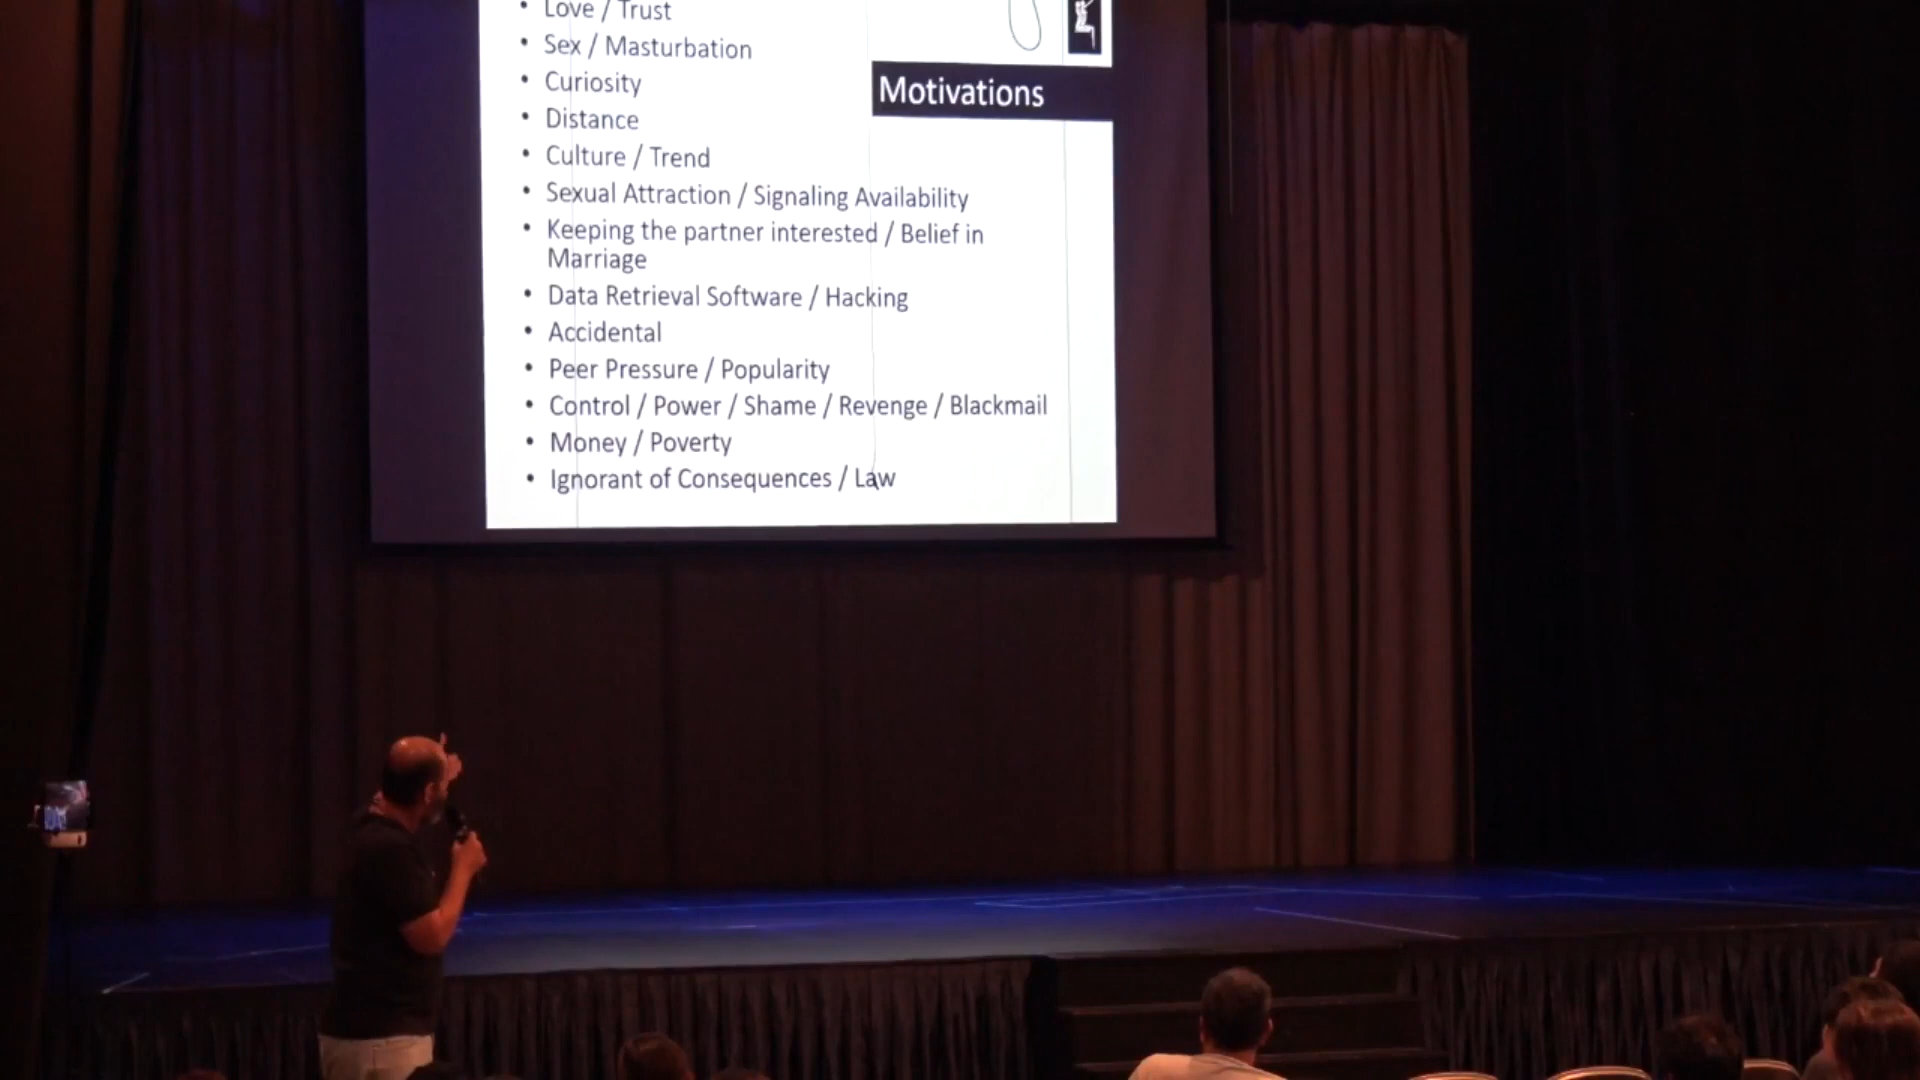 Love / Trust
Sex / Masturbation
Curiosity
Motivations
Distance
Culture / Trend
Sexual Attraction / Signaling Availability
Keeping the partner interested / Belief in
Marriage
Data Retrieval Software / Hacking
Accidental
Peer Pressure / Popularity
Control / Power / Shame / Revenge / Blackmail
Money / Poverty
Ignorant of Consequences / Law